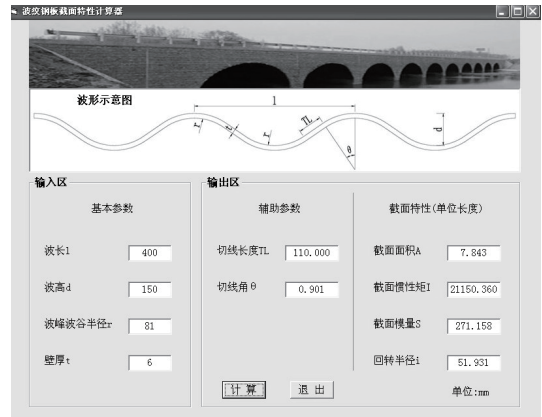 波纹钢板截面特性计算器
波形示意图
l
r
t
r
TL
θ
d
输入区
基本参数
波长l 400
波高d 150
波峰波谷半径r 81
壁厚t 6
输出区
辅助参数
切线长度TL 110.000
切线角θ 0.901
截面特性(单位长度)
截面面积A 7.843
截面惯性矩I 21150.360
截面模量S 271.158
回转半径i 51.931
计算 退出
单位:mm